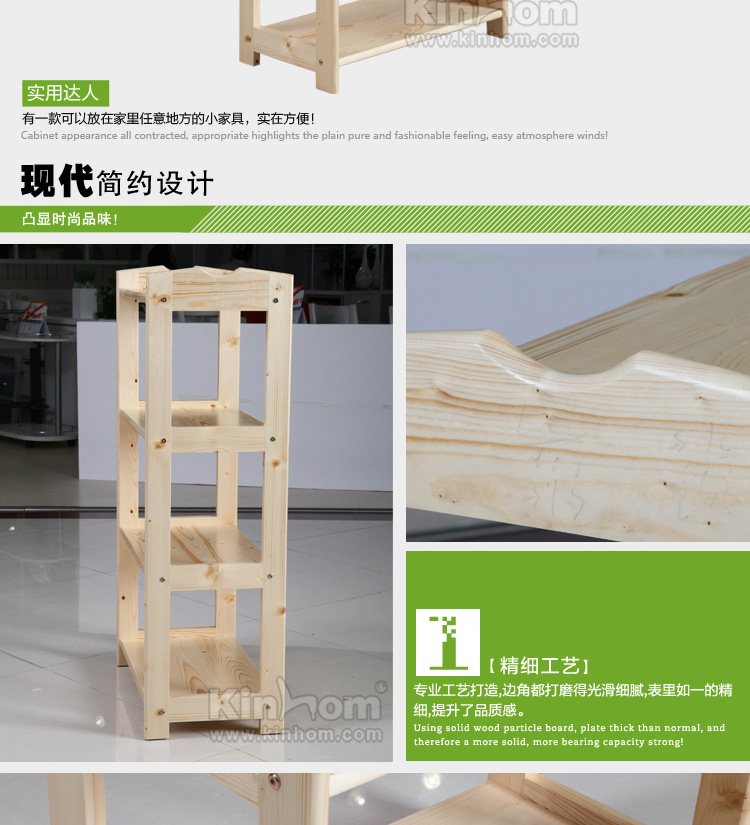 Kinhom
www.kinhom.com
实用达人
有一款可以放在家里任意地方的小家具，实在方便！
Cabinet appearance all contracted, appropriate highlights the plain pure and fashionable feeling, easy atmosphere winds!
现代简约设计
凸显时尚品味！
1
【精细工艺】
专业工艺打造,边角都打磨得光滑细腻,表里如一的精
细,提升了品质感。
Using solid wood particle board, plate thick than normal, and
therefore a more solid, more bearing capacity strong!
Kinhom
www.kinhom.com